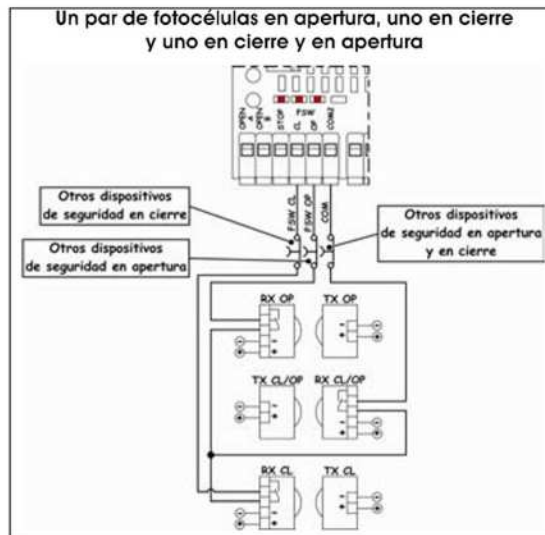 Un par de fotocélulas en apertura, uno en cierre
y uno en cierre y en apertura
OPEN A
OPEN B
STOP
FSW
CL
OP
COM2
Otros dispositivos
de seguridad en cierre
Otros dispositivos
de seguridad en apertura
FSW CL
FSW OP
COM
Otros dispositivos
de seguridad en apertura
y en cierre
RX OP
TX OP
TX CL/OP
RX CL/OP
RX CL
TX CL